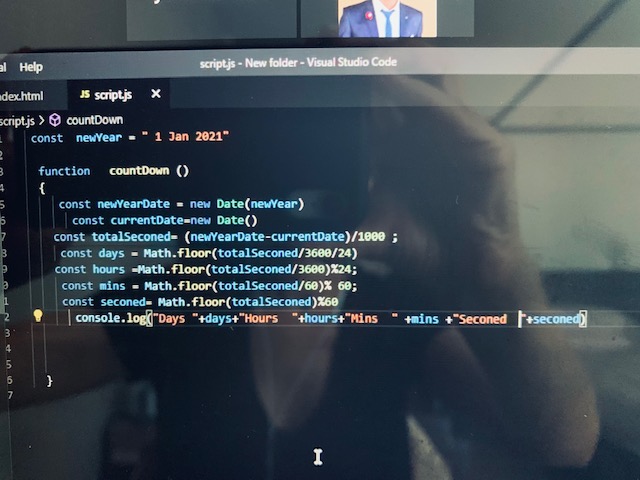 al Help
script.js - New folder - Visual Studio Code
ndex.html JS script.js ×
script.js > countDown
1 const newYear = " 1 Jan 2021"
2
3 function countDown ()
4 {
5 const newYearDate = new Date(newYear)
6 const currentDate=new Date()
7 const totalSeconed= (newYearDate-currentDate)/1000 ;
8 const days = Math.floor(totalSeconed/3600/24)
9 const hours =Math.floor(totalSeconed/3600)%24;
0 const mins = Math.floor(totalSeconed/60)% 60;
1 const seconed= Math.floor(totalSeconed)%60
2 console.log("Days "+days+"Hours "+hours+"Mins " +mins +"Seconed "+seconed)
3
4
5
6 }
7